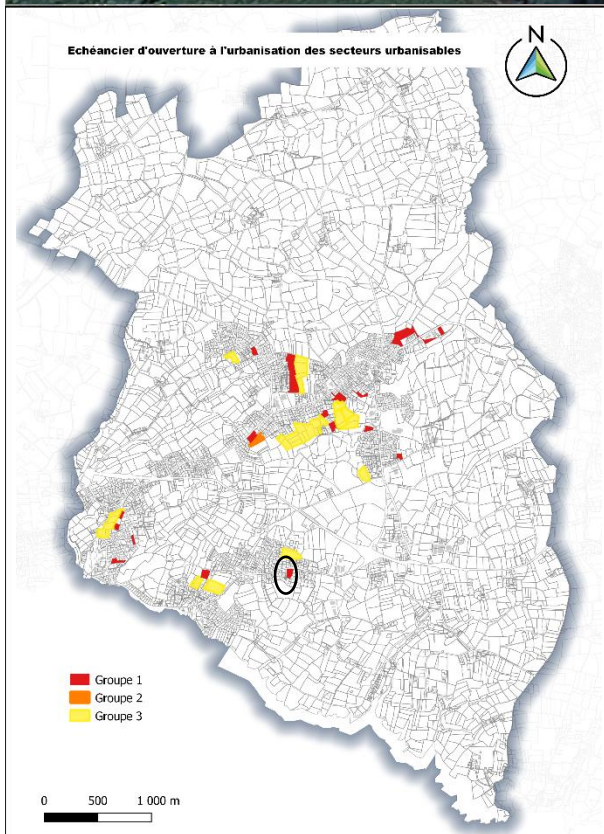 Echéancier d'ouverture à l'urbanisation des secteurs urbanisables
N
Groupe 1
Groupe 2
Groupe 3
0 500 1 000 m